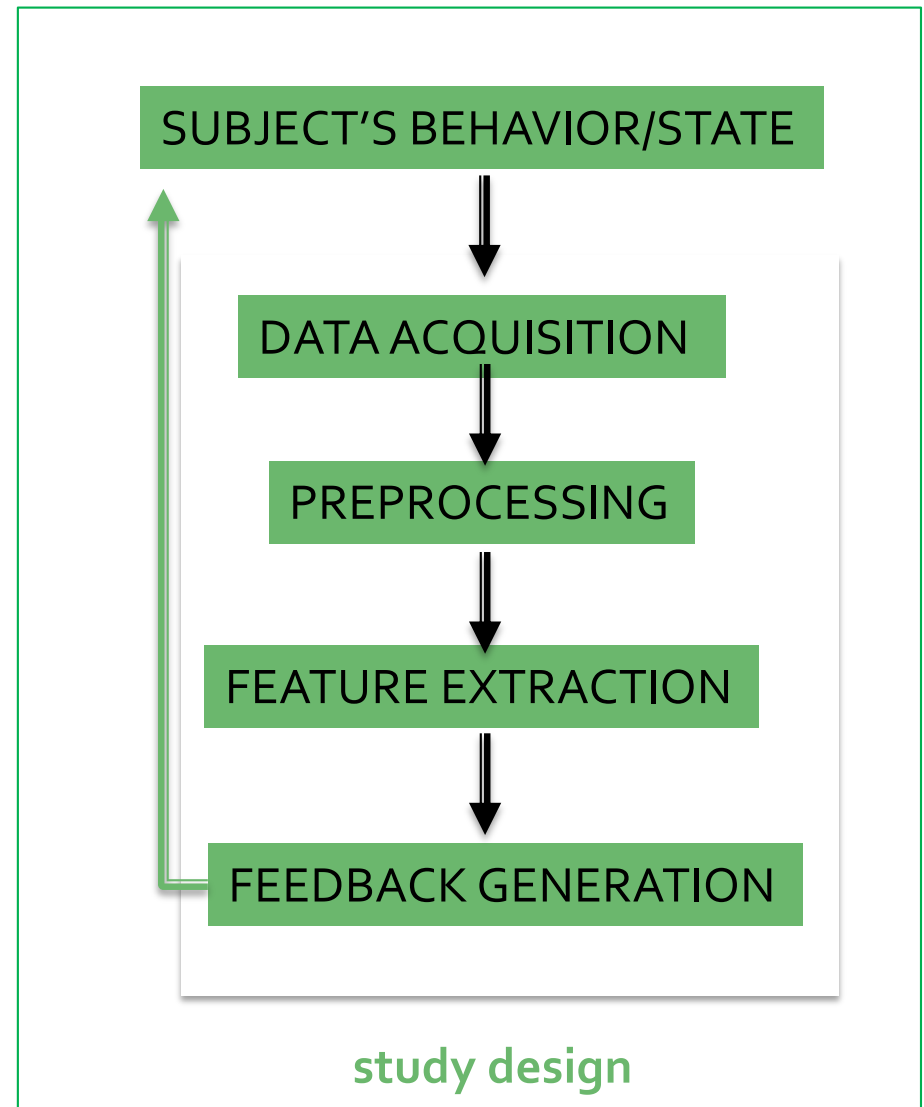 SUBJECT'S BEHAVIOR/STATE
DATA ACQUISITION
PREPROCESSING
FEATURE EXTRACTION
FEEDBACK GENERATION
study design